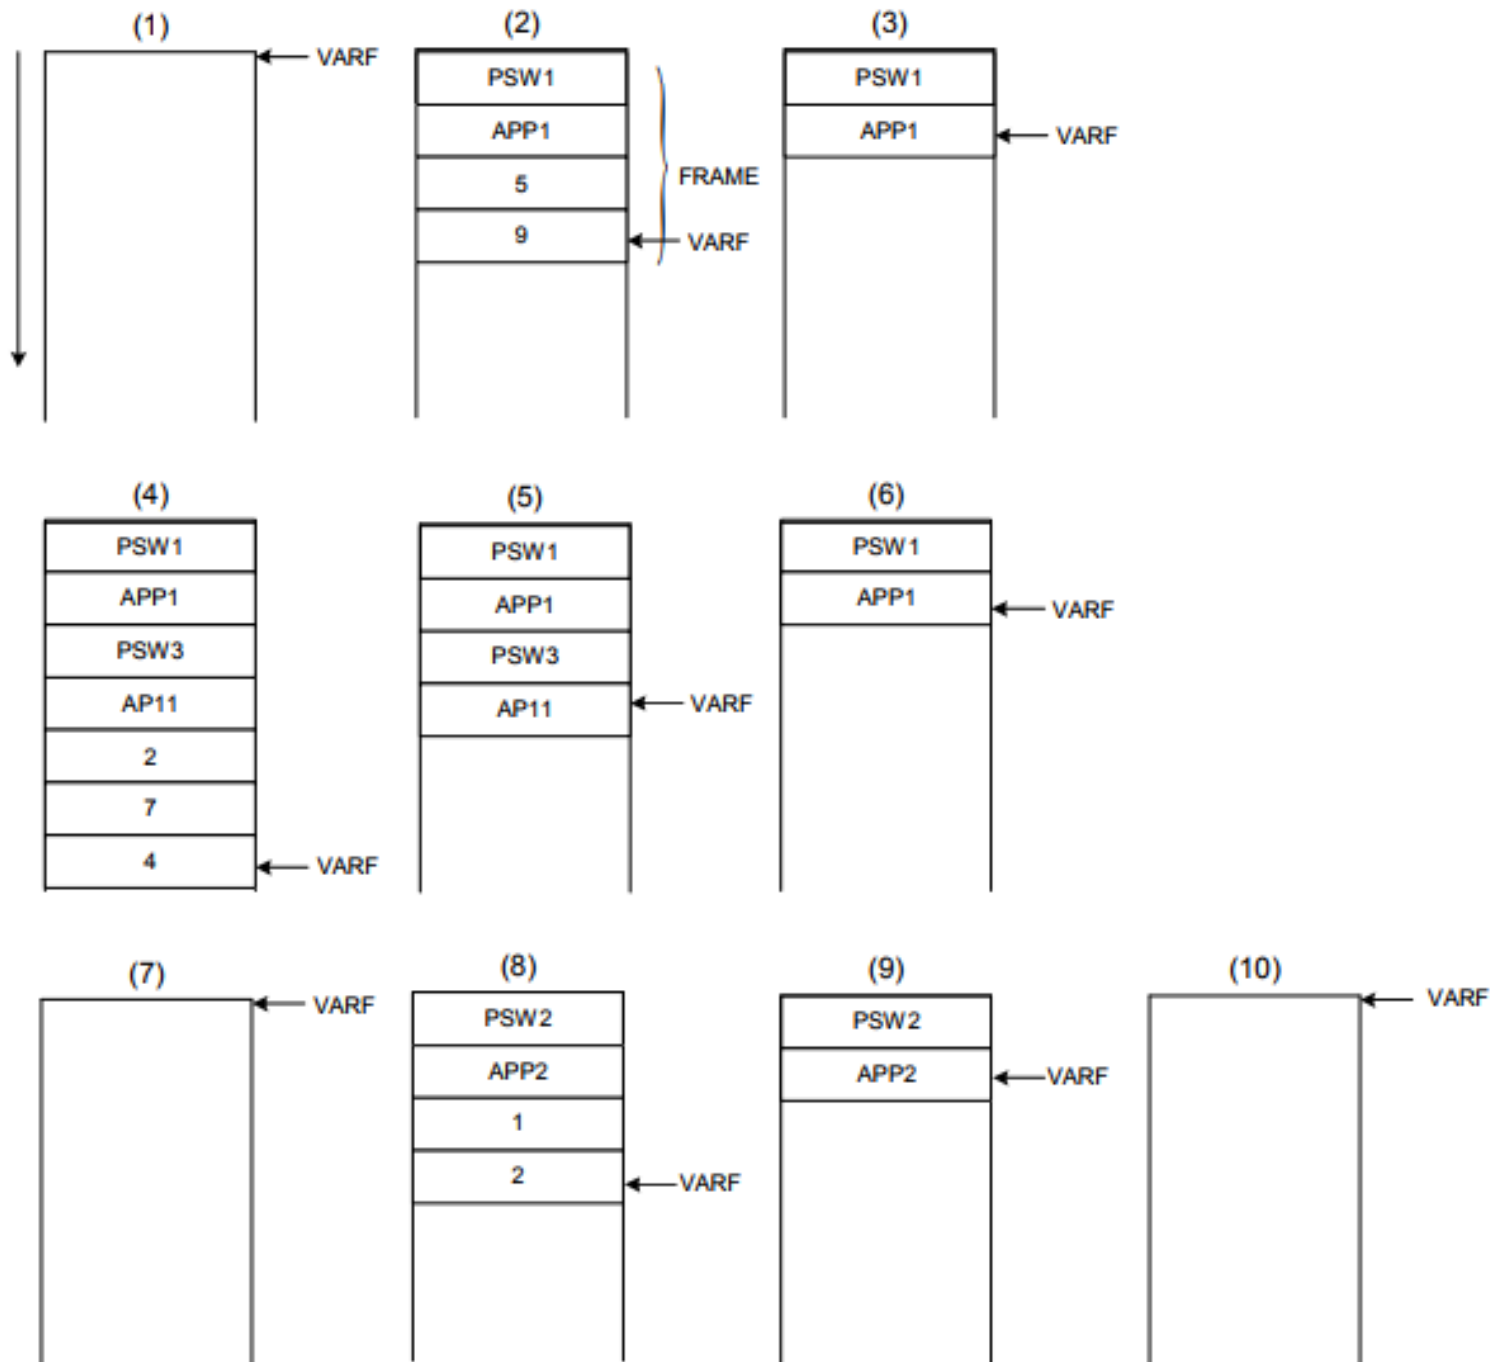 (1)
VARF
(2)
PSW1
APP1
5
9
FRAME
VARF
(3)
PSW1
APP1
VARF
(4)
PSW1
APP1
PSW3
AP11
2
7
4
VARF
(5)
PSW1
APP1
PSW3
AP11
VARF
(6)
PSW1
APP1
VARF
(7)
VARF
(8)
PSW2
APP2
1
2
VARF
(9)
PSW2
APP2
VARF
(10)
VARF